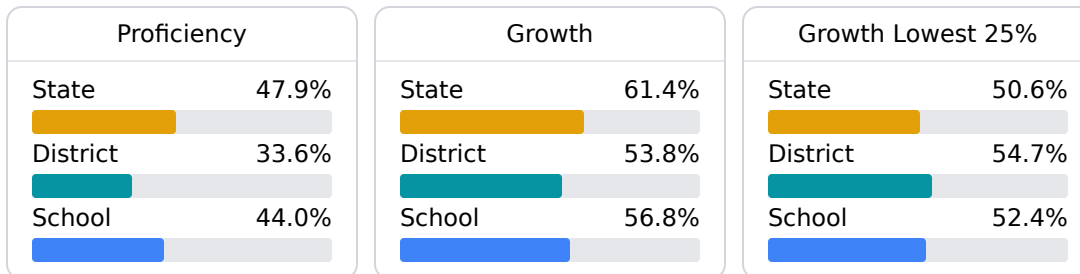 Proficiency
State 47.9%
District 33.6%
School 44.0%
Growth
State 61.4%
District 53.8%
School 56.8%
Growth Lowest 25%
State 50.6%
District 54.7%
School 52.4%